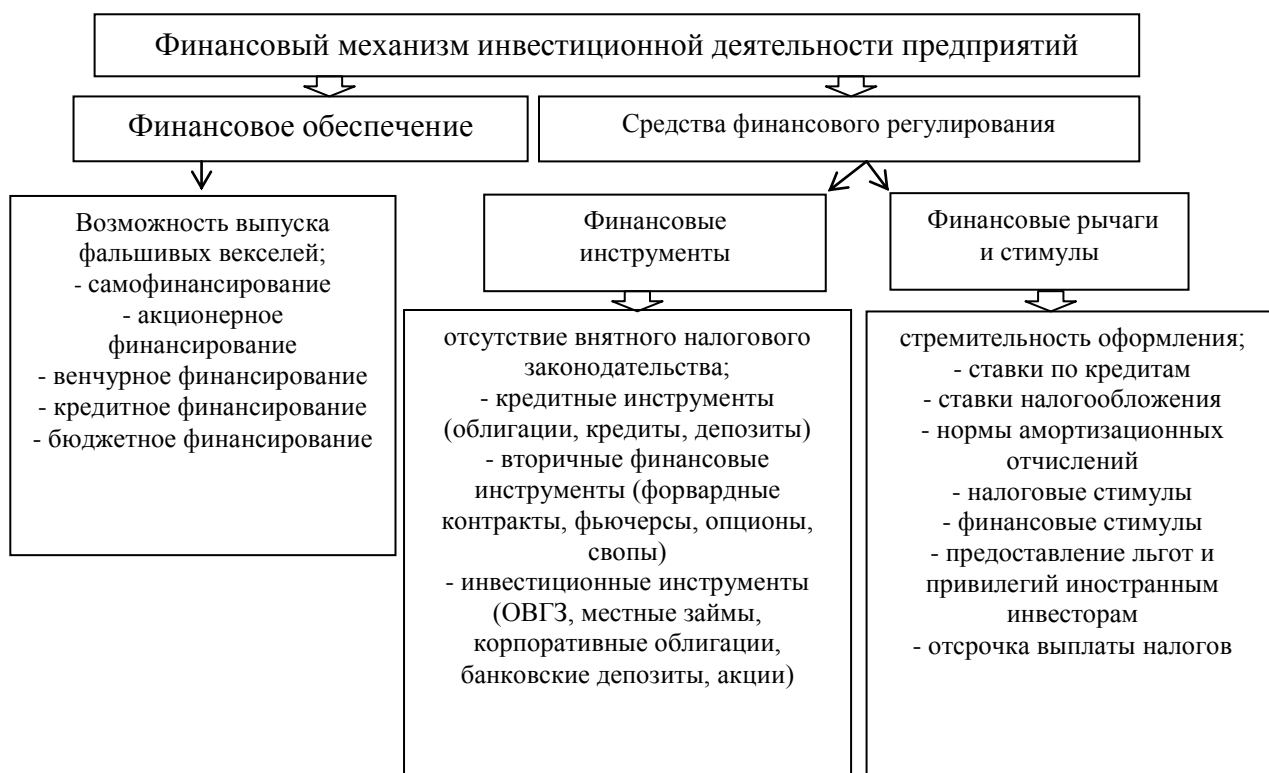 Финансовый механизм инвестиционной деятельности предприятий
Финансовое обеспечение
Средства финансового регулирования
Возможность выпуска
фальшивых векселей;
- самофинансирование
- акционерное
финансирование
- венчурное финансирование
- кредитное финансирование
- бюджетное финансирование
Финансовые
инструменты
Финансовые рычаги
и стимулы
отсутствие внятного налогового
законодательства;
- кредитные инструменты
(облигации, кредиты, депозиты)
- вторичные финансовые
инструменты (форвардные
контракты, фьючерсы, опционы,
свопы)
- инвестиционные инструменты
(ОВГЗ, местные займы,
корпоративные облигации,
банковские депозиты, акции)
стремительность оформления;
- ставки по кредитам
- ставки налогообложения
- нормы амортизационных
отчислений
- налоговые стимулы
- финансовые стимулы
- предоставление льгот и
привилегий иностранным
инвесторам
- отсрочка выплаты налогов